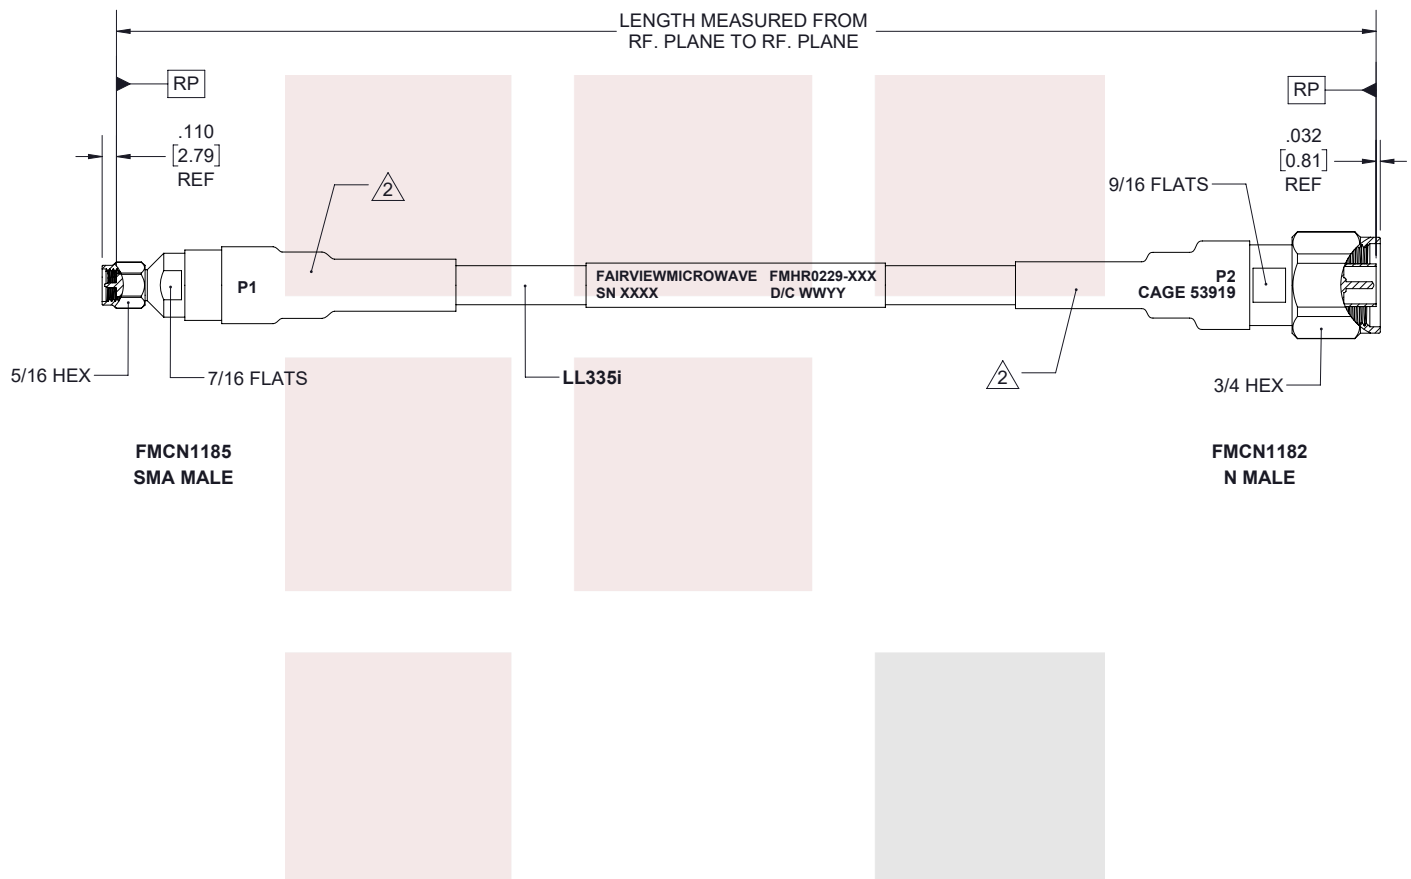 LENGTH MEASURED FROM
RF. PLANE TO RF. PLANE
RP
RP
.110
[2.79]
REF
.032
[0.81]
REF
2
9/16 FLATS
P1
FAIRVIEWMICROWAVE FMHR0229-XXX
SN XXXX D/C WWYY
P2
CAGE 53919
5/16 HEX
7/16 FLATS
LL335i
2
3/4 HEX
FMCN1185
SMA MALE
FMCN1182
N MALE